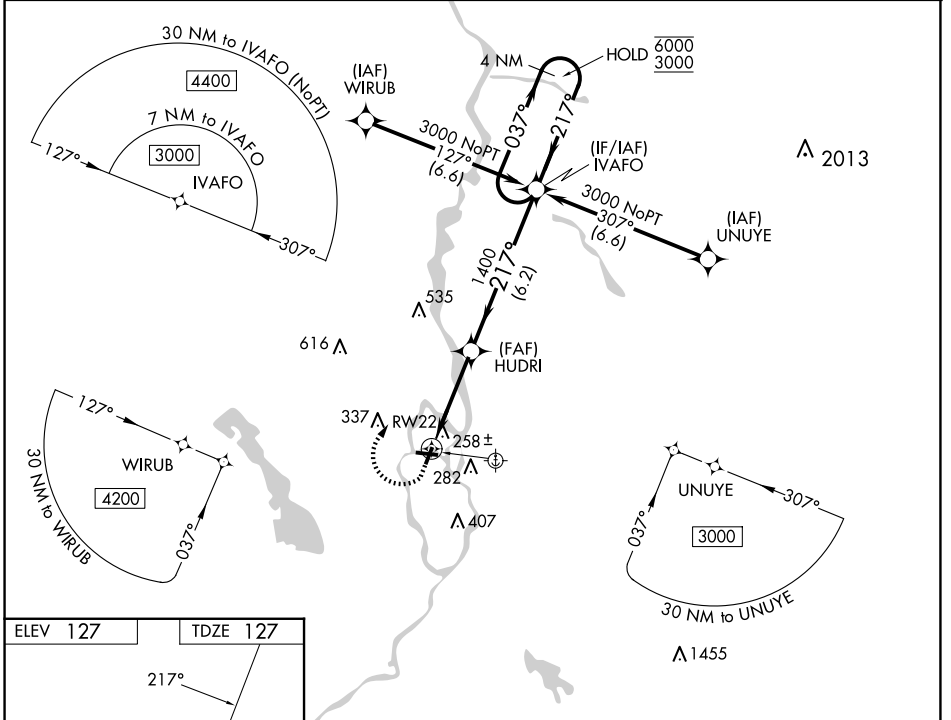 30 NM to IVAFO (NoPT)
4400
7 NM to IVAFO
3000
IVAFO
127°
307°
(IAF)
WIRUB
3000 NoPT
127°
(6.6)
4 NM
HOLD 6000
3000
037°
217°
(IF/IAF)
IVAFO
2013
3000 NoPT
307°
(6.6)
(IAF)
UNUYE
1400
217°
(6.2)
535
616
(FAF)
HUDRI
337
RW22
258 ±
282
407
127°
WIRUB
4200
037°
30 NM to WIRUB
UNUYE
307°
037°
3000
30 NM to UNUYE
1455
ELEV 127
TDZE 127
217°